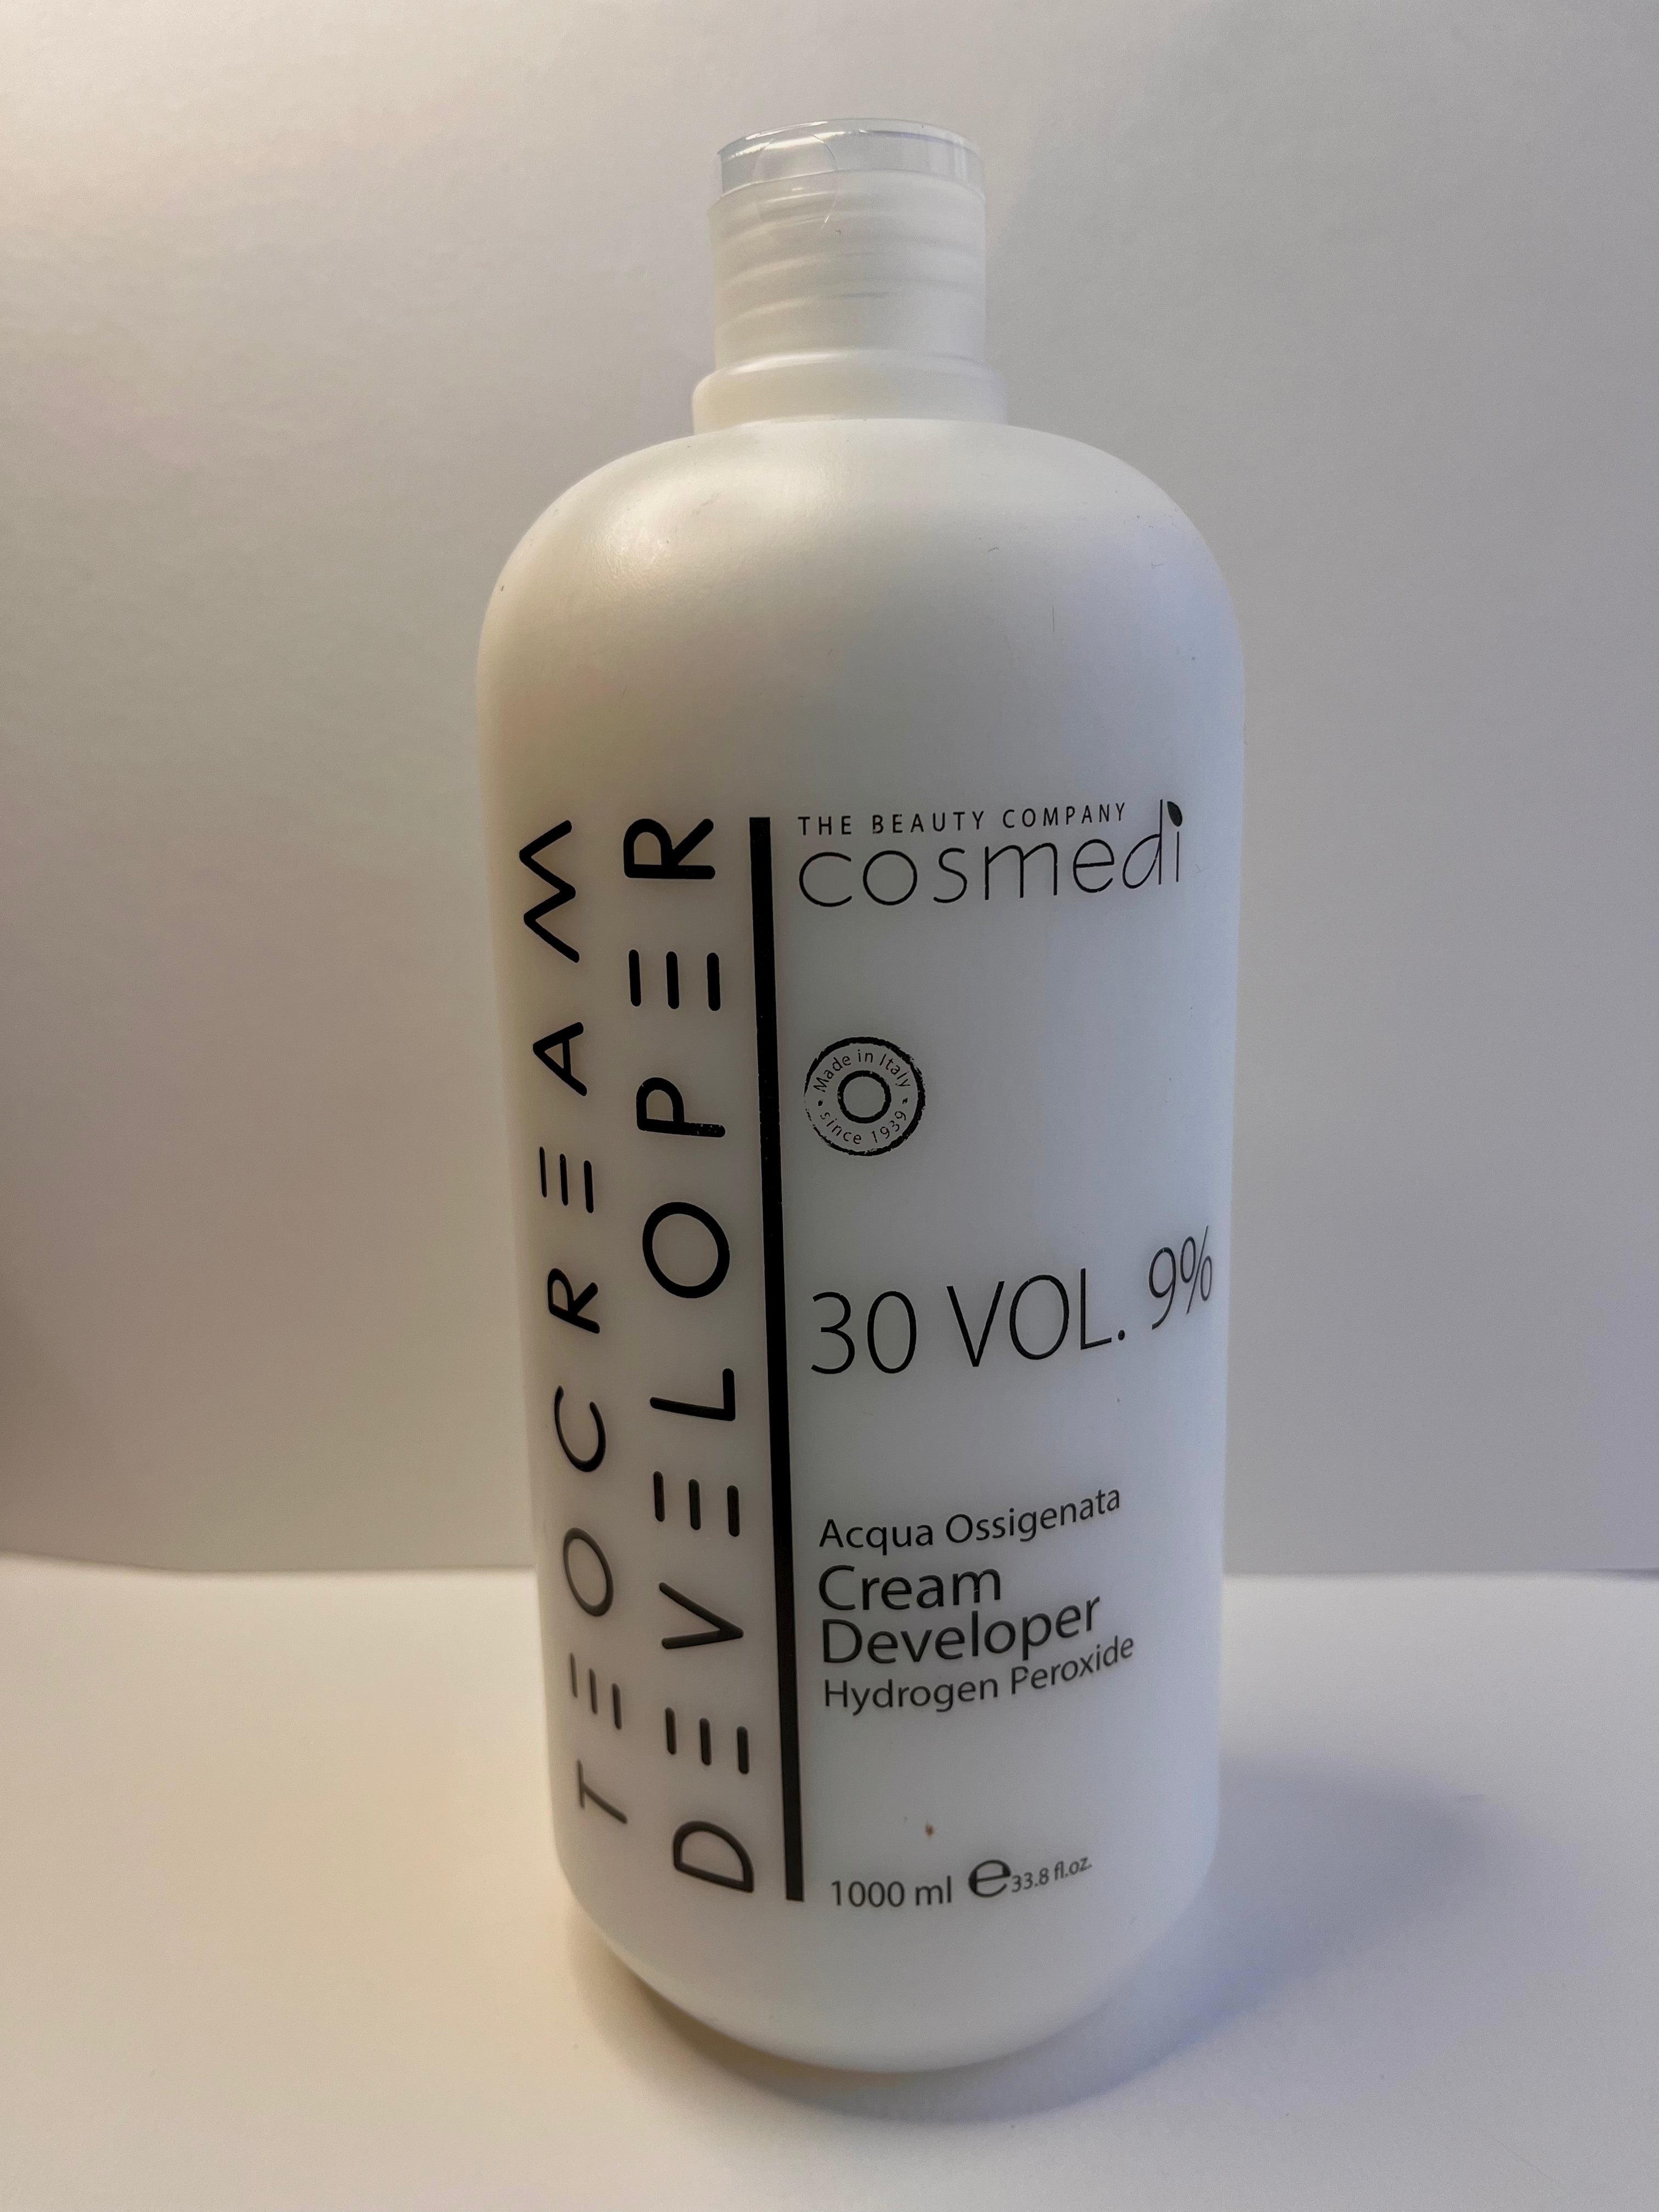 TEOCREAM
DEVELOPER
THE BEAUTY COMPANY
cosmedi
Made in Italy
since 1939
30 VOL. 9%
Acqua Ossigenata
Cream
Developer
Hydrogen Peroxide
1000 ml e 33.8 fl.oz.